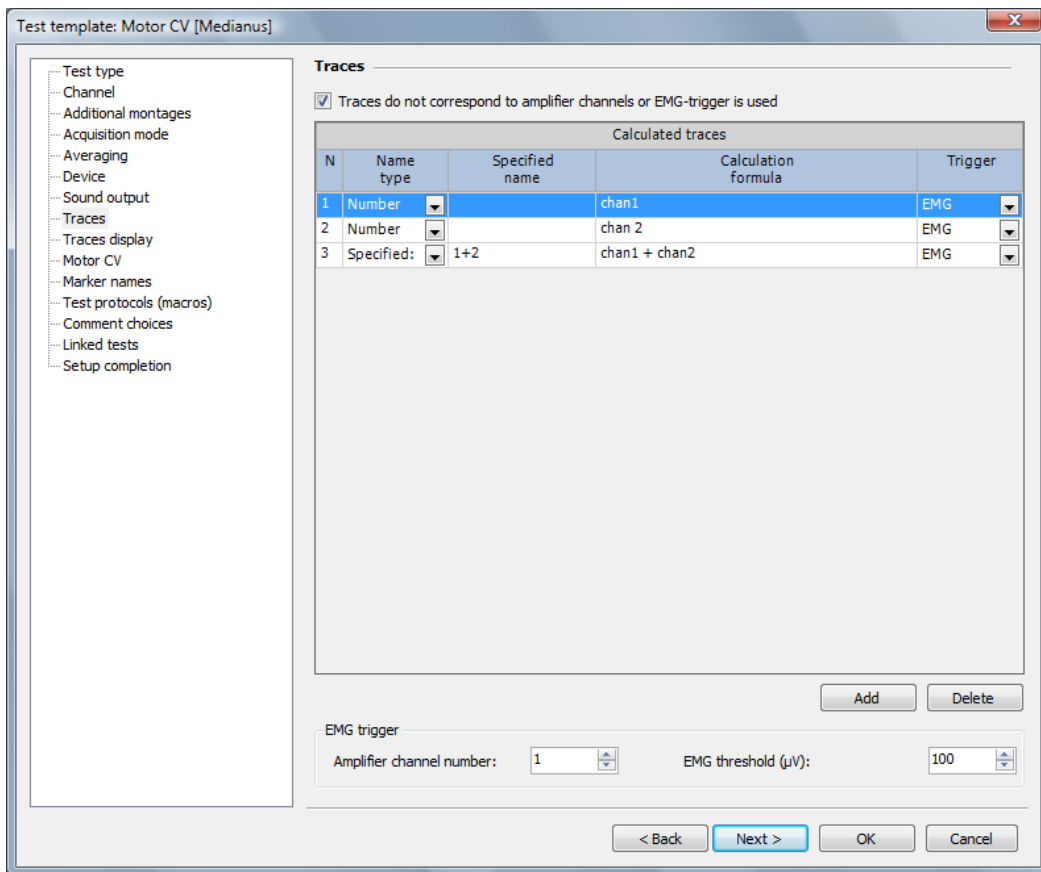 Test template: Motor CV [Medianus]
Test type
Channel
Additional montages
Acquisition mode
Averaging
Device
Sound output
Traces
Traces display
Motor CV
Marker names
Test protocols (macros)
Comment choices
Linked tests
Setup completion
Traces
Traces do not correspond to amplifier channels or EMG-trigger is used
Calculated traces
N Name type Specified name Calculation formula Trigger
1 Number chan1 EMG
2 Number chan 2 EMG
3 Specified: 1+2 chan1 + chan2 EMG
Add Delete
EMG trigger
Amplifier channel number: 1 EMG threshold (μV): 100
< Back Next > OK Cancel